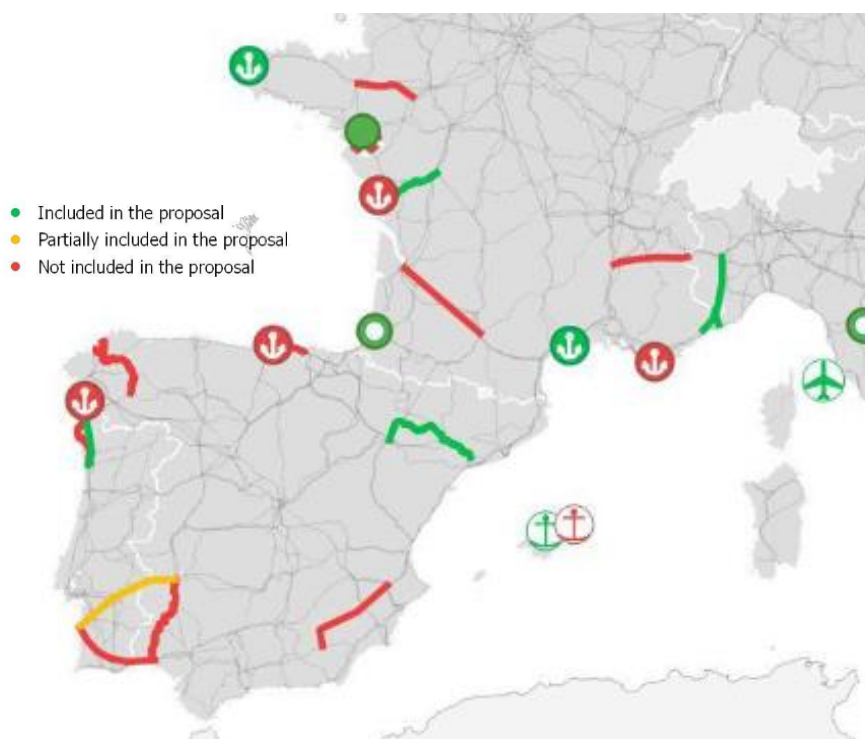 Included in the proposal
Partially included in the proposal
Not included in the proposal